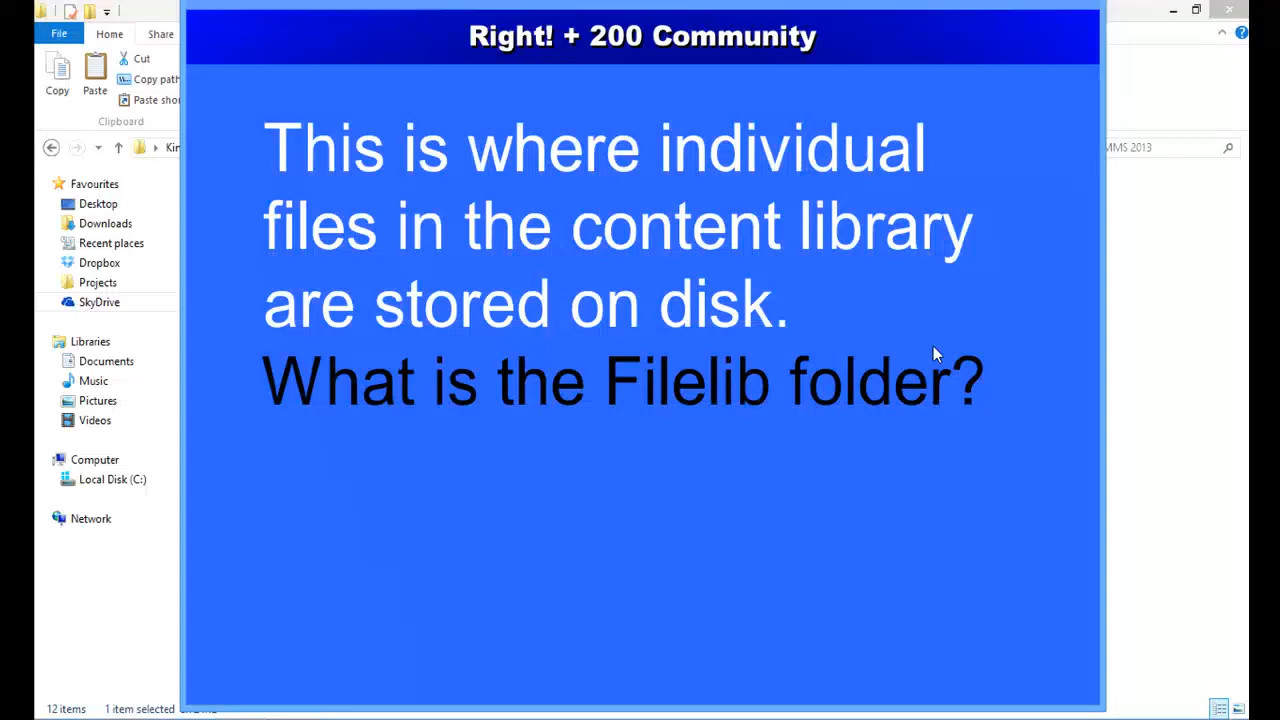 File
Home
Share
Cut
Copy path
Paste shor
Copy
Paste
Clipboard
Kin
MMS 2013
Right! + 200 Community
This is where individual
files in the content library
are stored on disk.
What is the Filelib folder?
Favourites
Desktop
Downloads
Recent places
Dropbox
Projects
SkyDrive
Libraries
Documents
Music
Pictures
Videos
Computer
Local Disk (C:)
Network
12 items
1 item selected